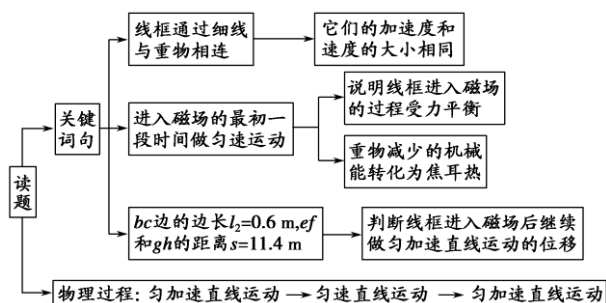 线框通过细线
与重物相连
它们的加速度和
速度的大小相同
关键
词句
进入磁场的最初一
段时间做匀速运动
说明线框进入磁场
的过程受力平衡
重物减少的机械
能转化为焦耳热
读题
bc边的边长l₂=0.6 m,ef
和gh的距离s=11.4 m
判断线框进入磁场后继续
做匀加速直线运动的位移
物理过程：匀加速直线运动→匀速直线运动→匀加速直线运动